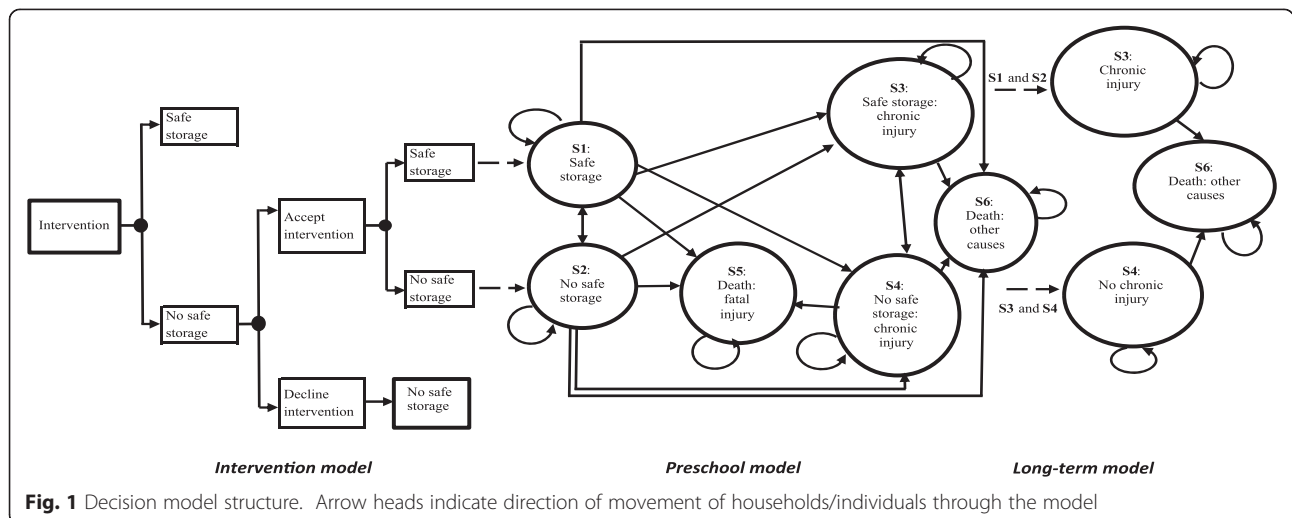 Intervention
Safe
storage
No safe
storage
Accept
intervention
Decline
intervention
Safe
storage
No safe
storage
No safe
storage
S1:
Safe
storage
S2:
No safe
storage
S5:
Death:
fatal
injury
S3:
Safe storage:
chronic
injury
S4:
No safe
storage:
chronic
injury
S6:
Death:
other
causes
S1 and S2
S3:
Chronic
injury
S6:
Death: other
causes
S3 and S4
S4:
No chronic
injury
Intervention model
Preschool model
Long-term model
Fig. 1 Decision model structure. Arrow heads indicate direction of movement of households/individuals through the model